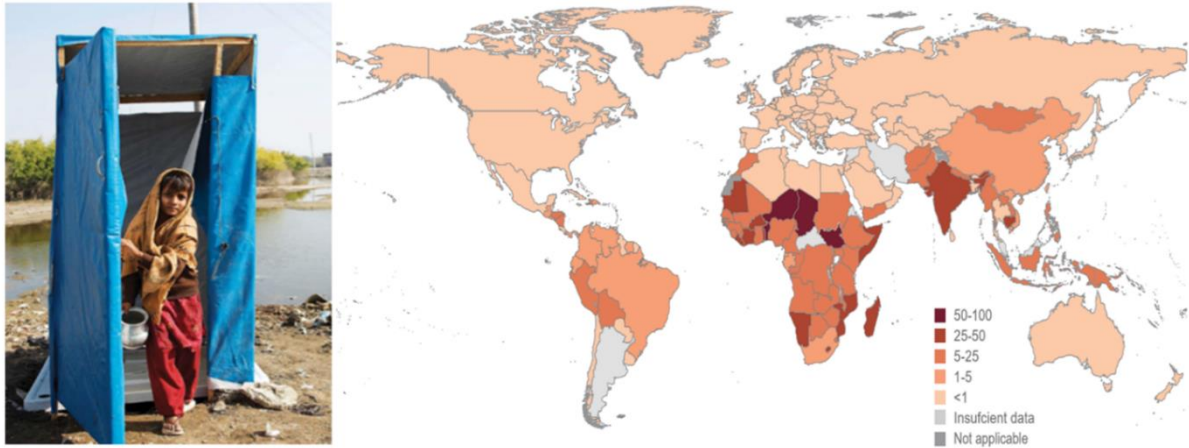 50-100
25-50
5-25
1-5
<1
Insufcient data
Not applicable